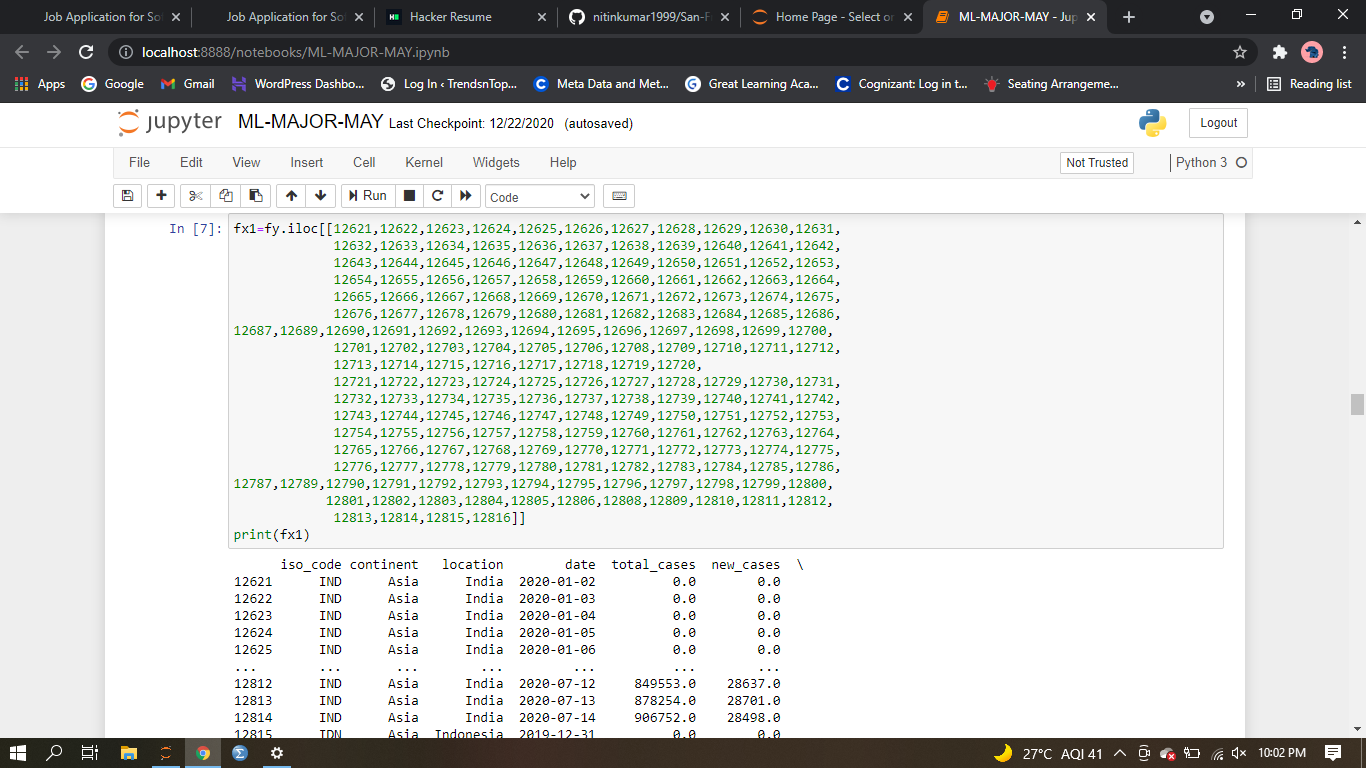 Job Application for Sof
Job Application for Sof
Hacker Resume
nitinkumar1999/San-F
Home Page - Select or
ML-MAJOR-MAY - Jup
localhost:8888/notebooks/ML-MAJOR-MAY.ipynb
Apps Google Gmail WordPress Dashbo... Log In ‹ TrendsnTop... Meta Data and Met... Great Learning Aca... Cognizant: Log in t... Seating Arrangeme... » Reading list
jupyter ML-MAJOR-MAY Last Checkpoint: 12/22/2020 (autosaved) Logout
File Edit View Insert Cell Kernel Widgets Help Not Trusted Python 3
Run Code
In [7]: fx1=fy.iloc[[12621,12622,12623,12624,12625,12626,12627,12628,12629,12630,12631,
12632,12633,12634,12635,12636,12637,12638,12639,12640,12641,12642,
12643,12644,12645,12646,12647,12648,12649,12650,12651,12652,12653,
12654,12655,12656,12657,12658,12659,12660,12661,12662,12663,12664,
12665,12666,12667,12668,12669,12670,12671,12672,12673,12674,12675,
12676,12677,12678,12679,12680,12681,12682,12683,12684,12685,12686,
12687,12689,12690,12691,12692,12693,12694,12695,12696,12697,12698,12699,12700,
12701,12702,12703,12704,12705,12706,12708,12709,12710,12711,12712,
12713,12714,12715,12716,12717,12718,12719,12720,
12721,12722,12723,12724,12725,12726,12727,12728,12729,12730,12731,
12732,12733,12734,12735,12736,12737,12738,12739,12740,12741,12742,
12743,12744,12745,12746,12747,12748,12749,12750,12751,12752,12753,
12754,12755,12756,12757,12758,12759,12760,12761,12762,12763,12764,
12765,12766,12767,12768,12769,12770,12771,12772,12773,12774,12775,
12776,12777,12778,12779,12780,12781,12782,12783,12784,12785,12786,
12787,12789,12790,12791,12792,12793,12794,12795,12796,12797,12798,12799,12800,
12801,12802,12803,12804,12805,12806,12808,12809,12810,12811,12812,
12813,12814,12815,12816]]
print(fx1)
iso_code continent location date total_cases new_cases \
12621 IND Asia India 2020-01-02 0.0 0.0
12622 IND Asia India 2020-01-03 0.0 0.0
12623 IND Asia India 2020-01-04 0.0 0.0
12624 IND Asia India 2020-01-05 0.0 0.0
12625 IND Asia India 2020-01-06 0.0 0.0
... ... ... ... ... ... ...
12812 IND Asia India 2020-07-12 849553.0 28637.0
12813 IND Asia India 2020-07-13 878254.0 28701.0
12814 IND Asia India 2020-07-14 906752.0 28498.0
12815 IDN Asia Indonesia 2019-12-31 0.0 0.0
27°C AQI 41 10:02 PM